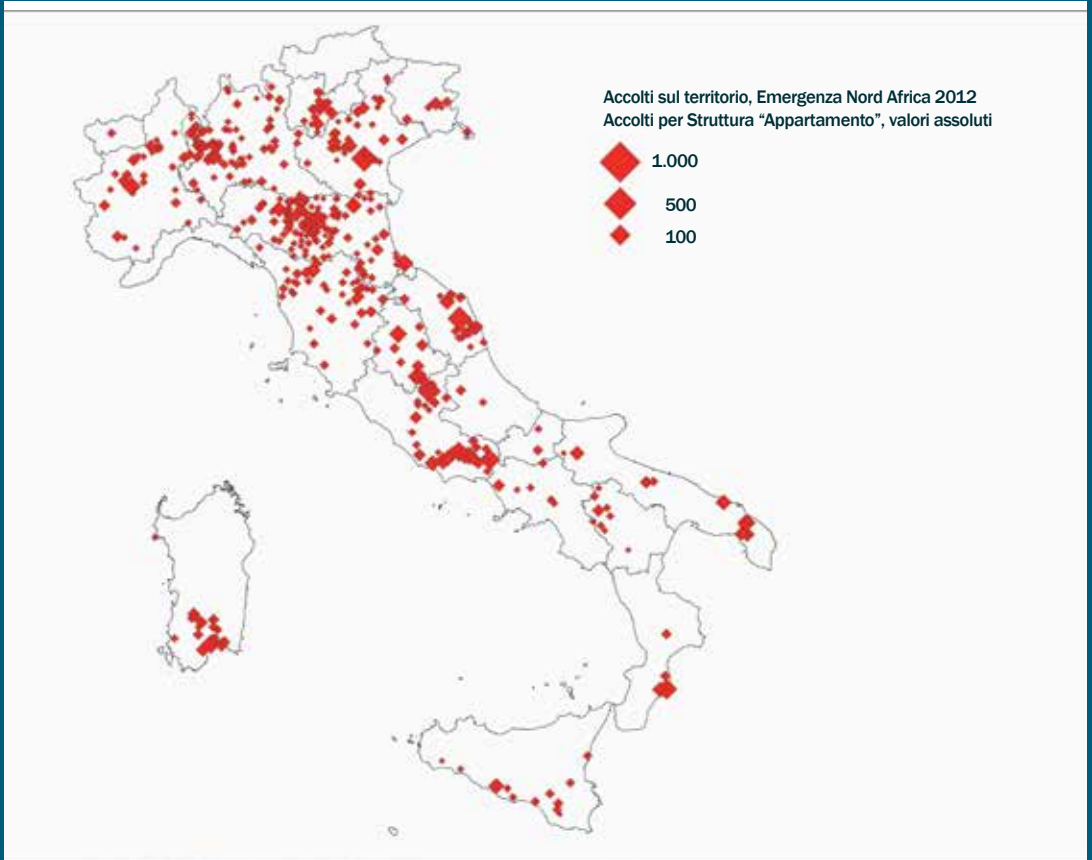 Accolti sul territorio, Emergenza Nord Africa 2012
Accolti per Struttura “Appartamento”, valori assoluti
1.000
500
100